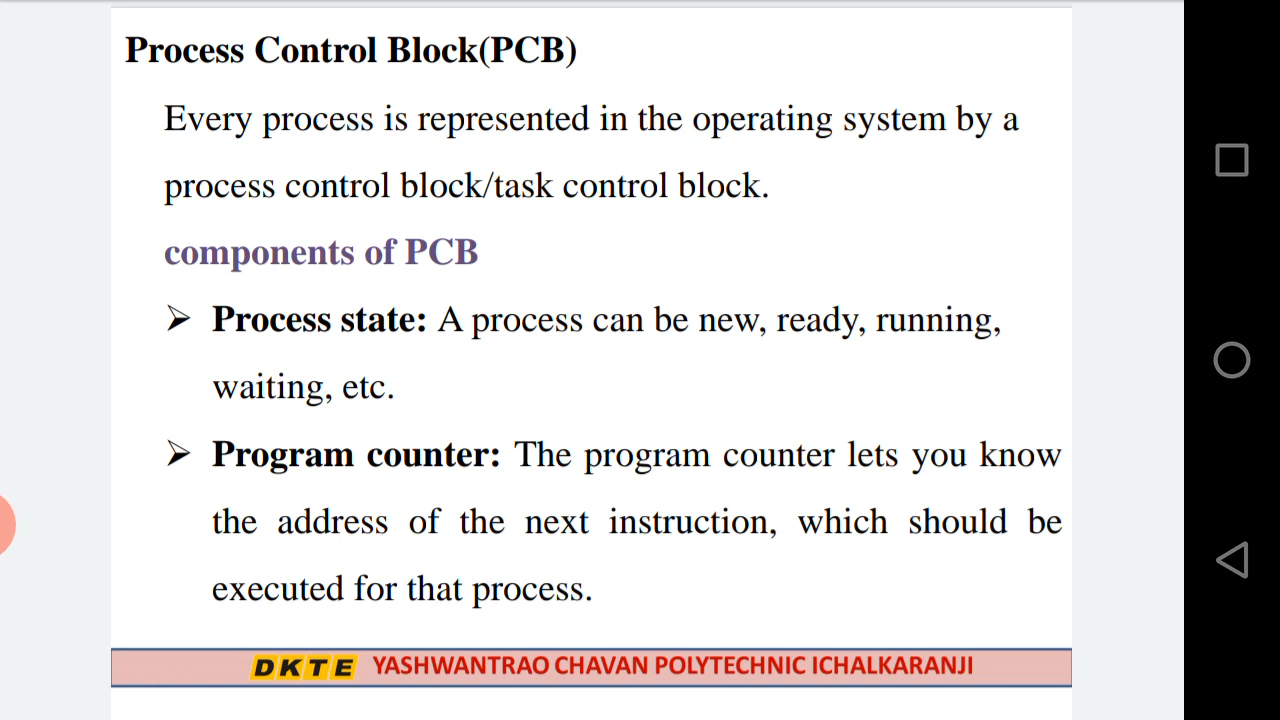 Process Control Block(PCB)
Every process is represented in the operating system by a
process control block/task control block.
components of PCB
➢ Process state: A process can be new, ready, running,
waiting, etc.
➢ Program counter: The program counter lets you know
the address of the next instruction, which should be
executed for that process.
DKTE YASHWANTRAO CHAVAN POLYTECHNIC ICHALKARANJI